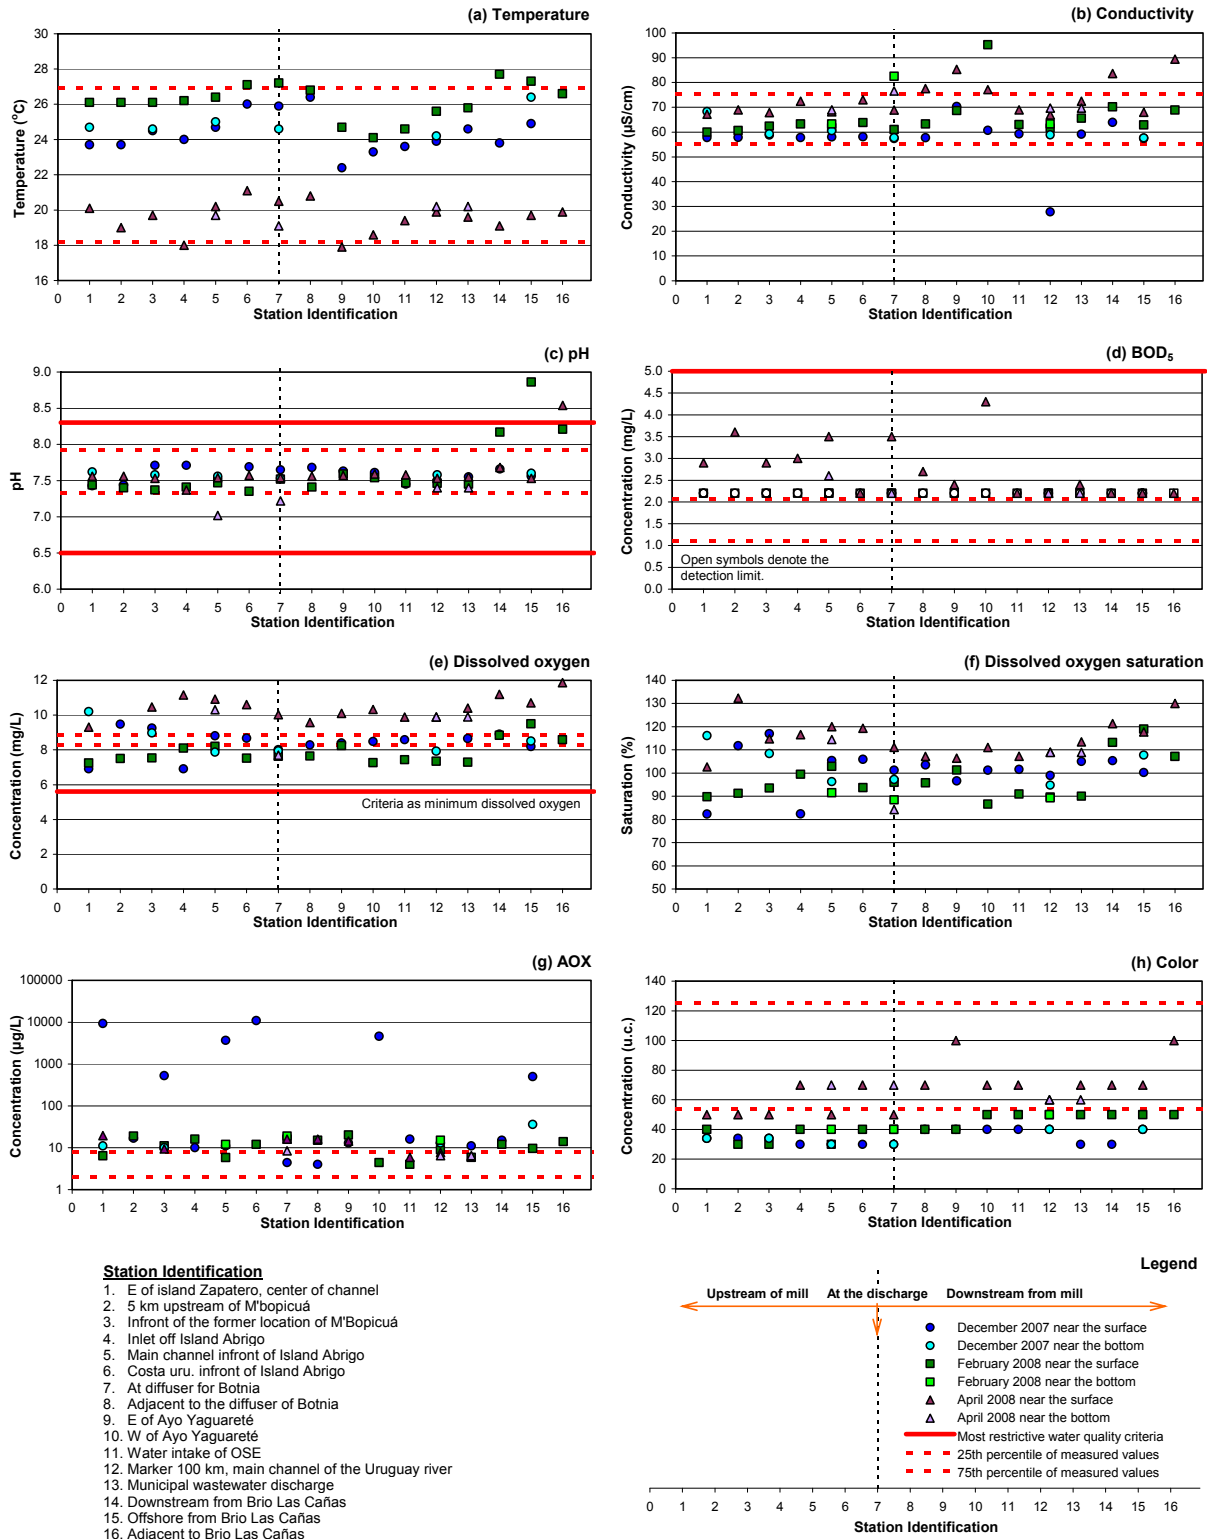 (a) Temperature
30
28
26
24
22
20
18
16
Temperature (°C)
0 1 2 3 4 5 6 7 8 9 10 11 12 13 14 15 16
Station Identification
(b) Conductivity
100
90
80
70
60
50
40
30
20
10
0
Conductivity (µS/cm)
0 1 2 3 4 5 6 7 8 9 10 11 12 13 14 15 16
Station Identification
(c) pH
9.0
8.5
8.0
7.5
7.0
6.5
6.0
pH
0 1 2 3 4 5 6 7 8 9 10 11 12 13 14 15 16
Station Identification
(d) BOD₅
5.0
4.5
4.0
3.5
3.0
2.5
2.0
1.5
1.0
0.5
0.0
Concentration (mg/L)
Open symbols denote the
detection limit.
0 1 2 3 4 5 6 7 8 9 10 11 12 13 14 15 16
Station Identification
(e) Dissolved oxygen
12
10
8
6
4
2
0
Concentration (mg/L)
Criteria as minimum dissolved oxygen
0 1 2 3 4 5 6 7 8 9 10 11 12 13 14 15 16
Station Identification
(f) Dissolved oxygen saturation
140
130
120
110
100
90
80
70
60
50
Saturation (%)
0 1 2 3 4 5 6 7 8 9 10 11 12 13 14 15 16
Station Identification
(g) AOX
100000
10000
1000
100
10
1
Concentration (µg/L)
0 1 2 3 4 5 6 7 8 9 10 11 12 13 14 15 16
Station Identification
(h) Color
140
120
100
80
60
40
20
0
Concentration (u.c.)
0 1 2 3 4 5 6 7 8 9 10 11 12 13 14 15 16
Station Identification
Station Identification
1. E of island Zapatero, center of channel
2. 5 km upstream of M'bopicuá
3. Infront of the former location of M'Bopicuá
4. Inlet off Island Abrigo
5. Main channel infront of Island Abrigo
6. Costa uru. infront of Island Abrigo
7. At diffuser for Botnia
8. Adjacent to the diffuser of Botnia
9. E of Ayo Yaguareté
10. W of Ayo Yaguareté
11. Water intake of OSE
12. Marker 100 km, main channel of the Uruguay river
13. Municipal wastewater discharge
14. Downstream from Brio Las Cañas
15. Offshore from Brio Las Cañas
16. Adjacent to Brio Las Cañas
Legend
Upstream of mill At the discharge Downstream from mill
December 2007 near the surface
December 2007 near the bottom
February 2008 near the surface
February 2008 near the bottom
April 2008 near the surface
April 2008 near the bottom
Most restrictive water quality criteria
25th percentile of measured values
75th percentile of measured values
0 1 2 3 4 5 6 7 8 9 10 11 12 13 14 15 16
Station Identification